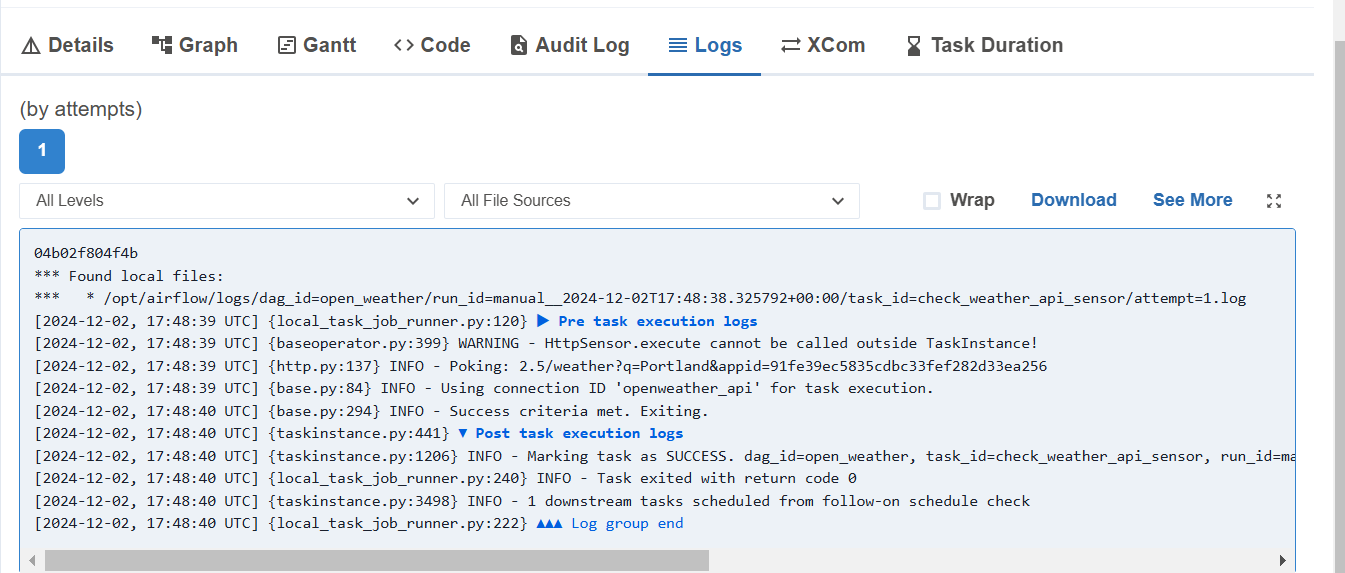 Details Graph Gantt Code Audit Log Logs XCom Task Duration
(by attempts)
1
All Levels All File Sources Wrap Download See More
04b02f804f4b
*** Found local files:
***   * /opt/airflow/logs/dag_id=open_weather/run_id=manual__2024-12-02T17:48:38.325792+00:00/task_id=check_weather_api_sensor/attempt=1.log
[2024-12-02, 17:48:39 UTC] {local_task_job_runner.py:120} ▶ Pre task execution logs
[2024-12-02, 17:48:39 UTC] {baseoperator.py:399} WARNING - HttpSensor.execute cannot be called outside TaskInstance!
[2024-12-02, 17:48:39 UTC] {http.py:137} INFO - Poking: 2.5/weather?q=Portland&appid=91fe39ec5835cdbc33fef282d33ea256
[2024-12-02, 17:48:39 UTC] {base.py:84} INFO - Using connection ID 'openweather_api' for task execution.
[2024-12-02, 17:48:40 UTC] {base.py:294} INFO - Success criteria met. Exiting.
[2024-12-02, 17:48:40 UTC] {taskinstance.py:441} ▼ Post task execution logs
[2024-12-02, 17:48:40 UTC] {taskinstance.py:1206} INFO - Marking task as SUCCESS. dag_id=open_weather, task_id=check_weather_api_sensor, run_id=ma
[2024-12-02, 17:48:40 UTC] {local_task_job_runner.py:240} INFO - Task exited with return code 0
[2024-12-02, 17:48:40 UTC] {taskinstance.py:3498} INFO - 1 downstream tasks scheduled from follow-on schedule check
[2024-12-02, 17:48:40 UTC] {local_task_job_runner.py:222} ▲▲▲ Log group end